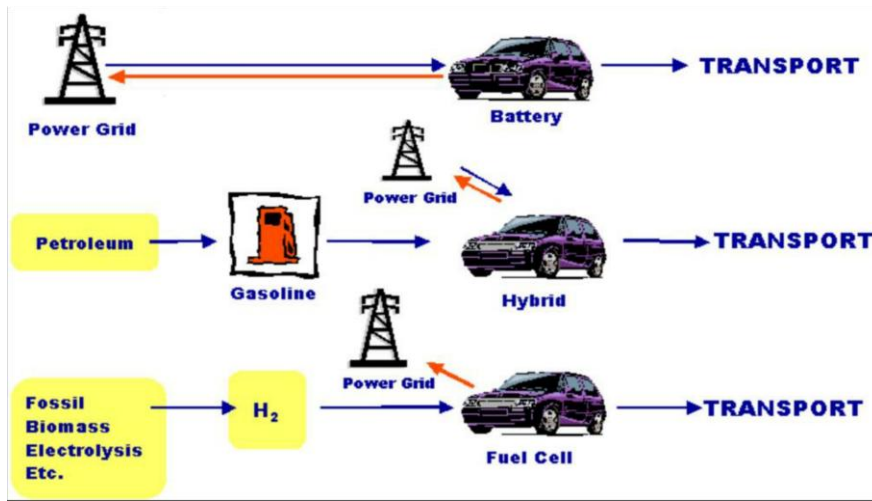 TRANSPORT
Power Grid
Battery
Power Grid
Petroleum
TRANSPORT
Gasoline
Hybrid
Power Grid
Fossil
Biomass
Electrolysis
Etc.
H₂
TRANSPORT
Fuel Cell